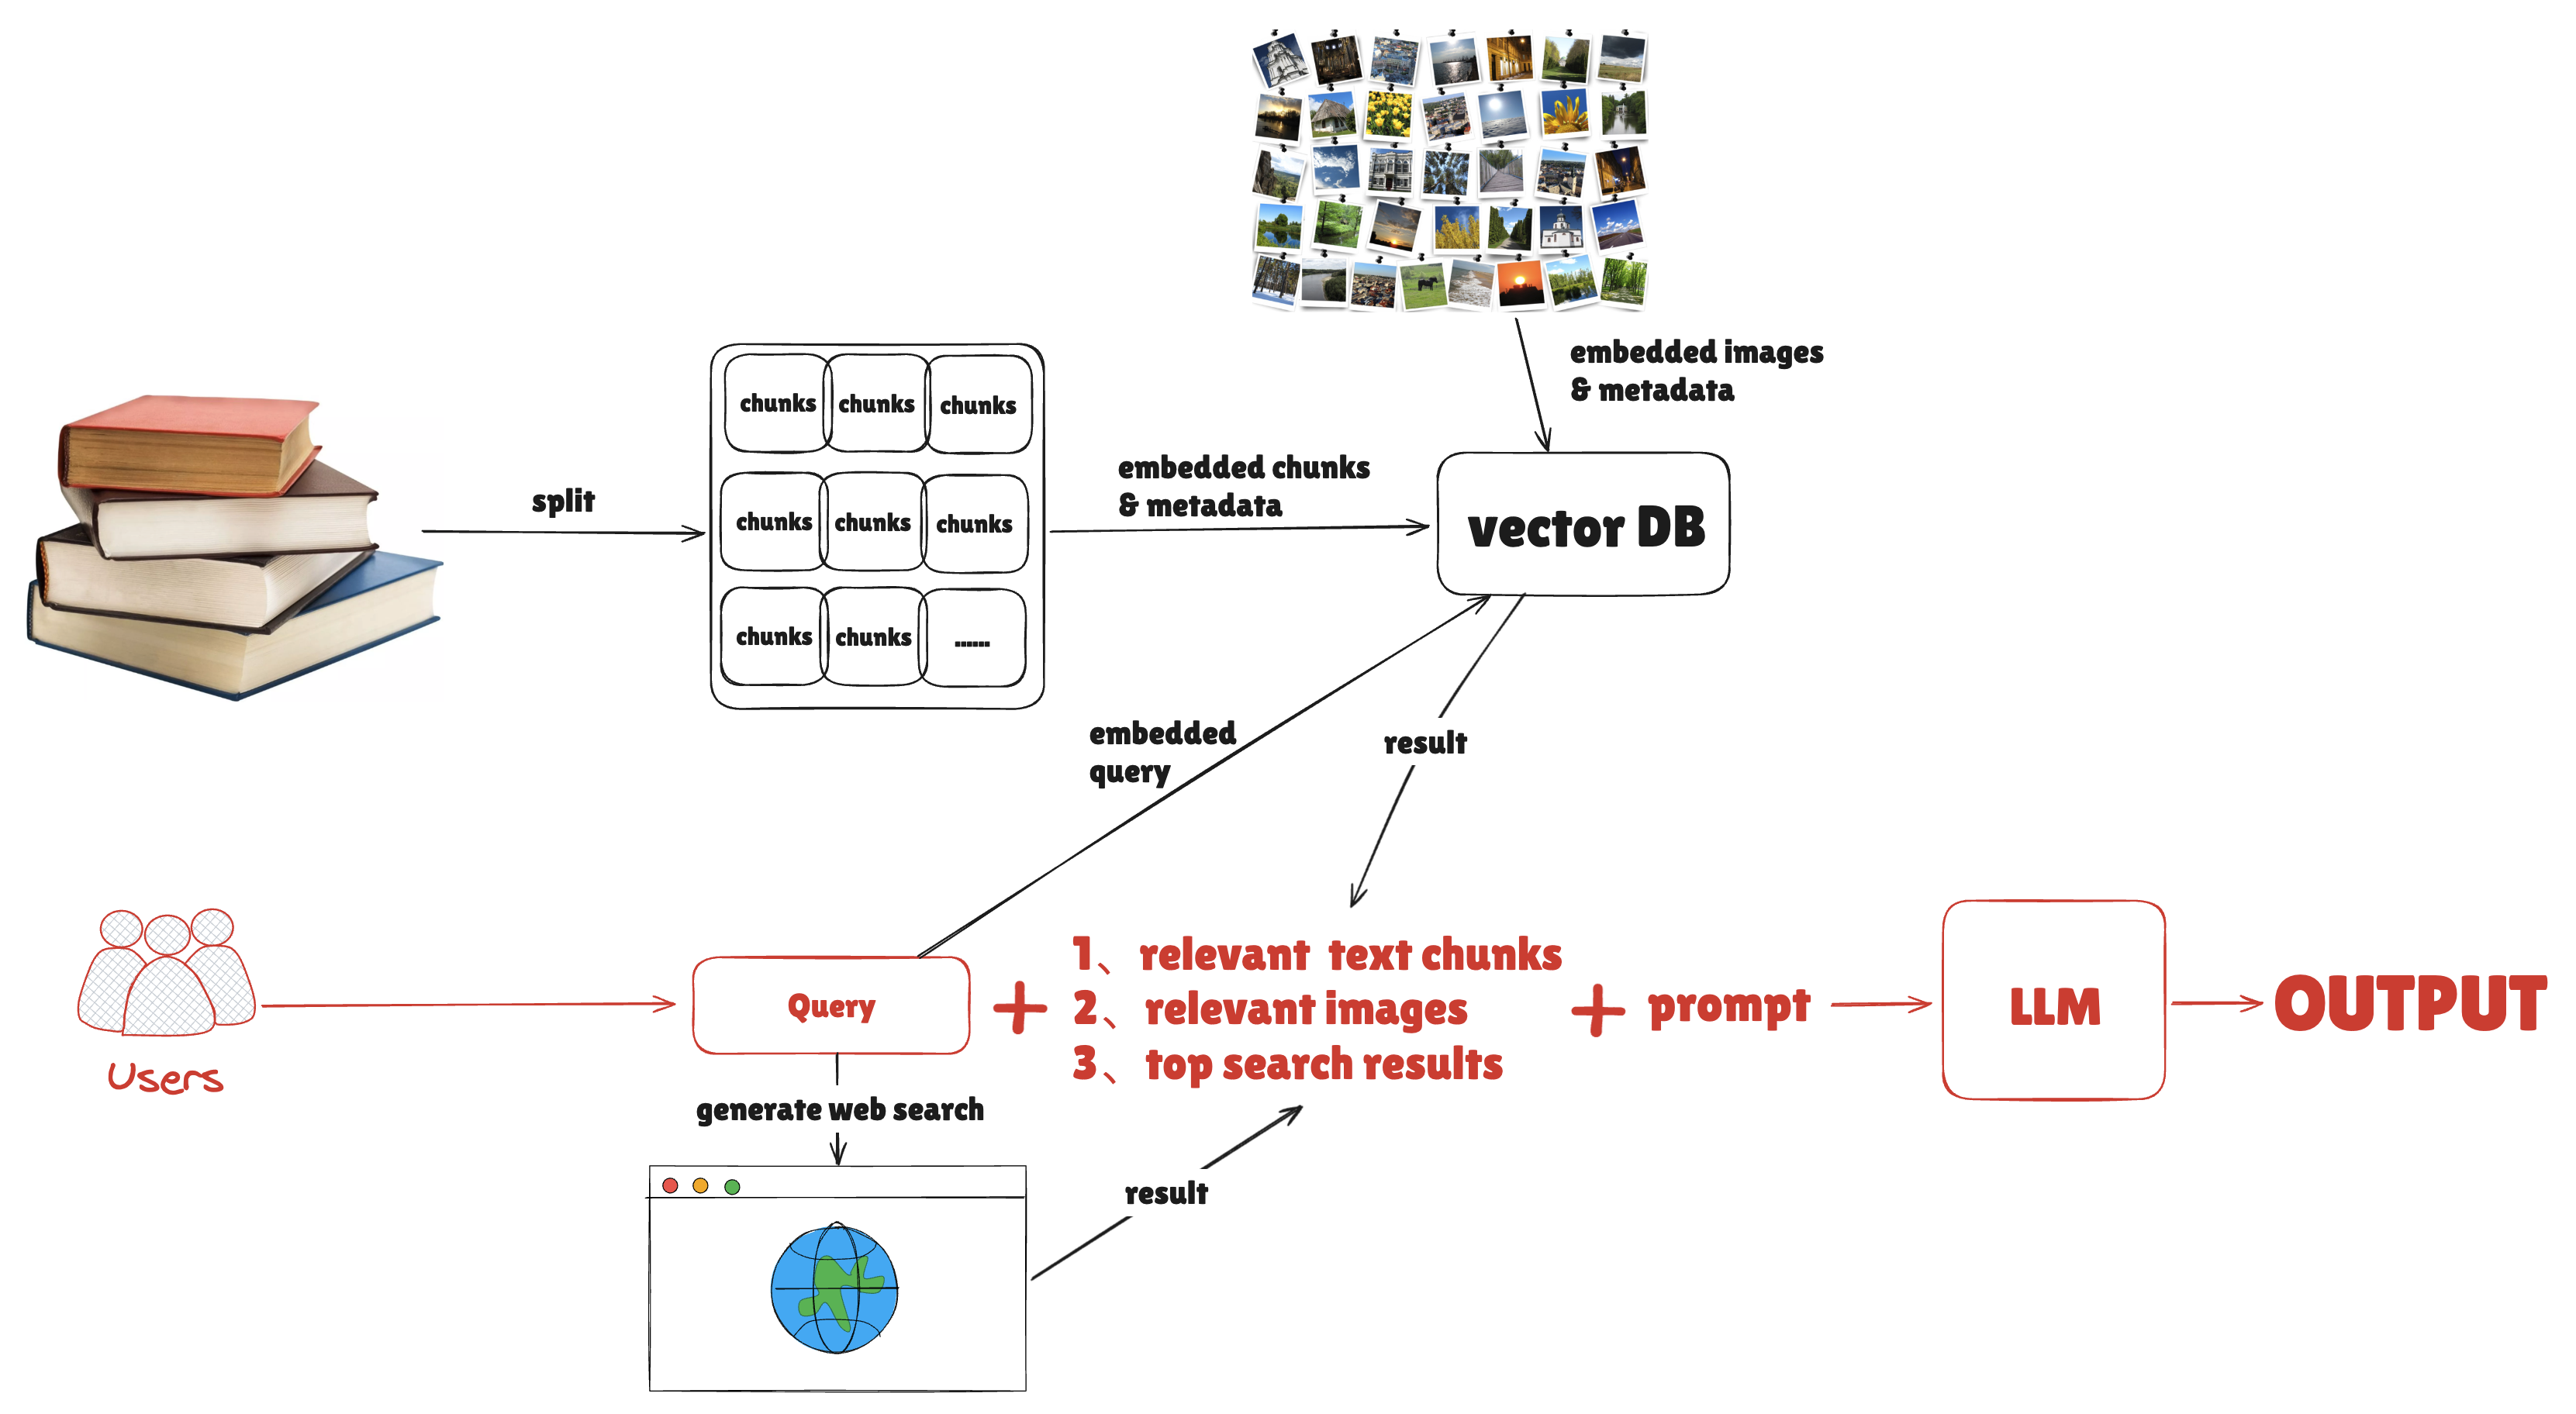 embedded images
& metadata
chunks
chunks
chunks
split
embedded chunks
& metadata
vector DB
chunks
chunks
chunks
chunks
chunks
......
embedded
query
result
Users
Query
+
1、 relevant text chunks
2、 relevant images
3、 top search results
+
prompt
LLM
OUTPUT
generate web search
result